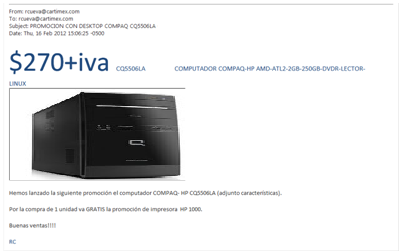 From: rcueva@cartimex.com
To: rcueva@cartimex.com
Subject: PROMOCION CON DESKTOP COMPAQ CQ5506LA
Date: Thu, 16 Feb 2012 15:06:25 -0500
$270+iva CQ5506LA COMPUTADOR COMPAQ-HP AMD-ATL2-2GB-250GB-DVDR-LECTOR-
LINUX
Hemos lanzado la siguiente promoción el computador COMPAQ- HP CQ5506LA (adjunto características).
Por la compra de 1 unidad va GRATIS la promoción de impresora HP 1000.
Buenas ventas!!!!
RC